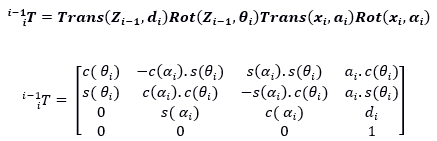 ⁱ⁻¹ᵢT = Trans(Zᵢ₋₁, dᵢ)Rot(Zᵢ₋₁, θᵢ)Trans(xᵢ, aᵢ)Rot(xᵢ, αᵢ)
ⁱ⁻¹ᵢT = [
c(θᵢ) −c(αᵢ).s(θᵢ) s(αᵢ).s(θᵢ) aᵢ.c(θᵢ)
s(θᵢ) c(αᵢ).c(θᵢ) −s(αᵢ).c(θᵢ) aᵢ.s(θᵢ)
0 s(αᵢ) c(αᵢ) dᵢ
0 0 0 1
]